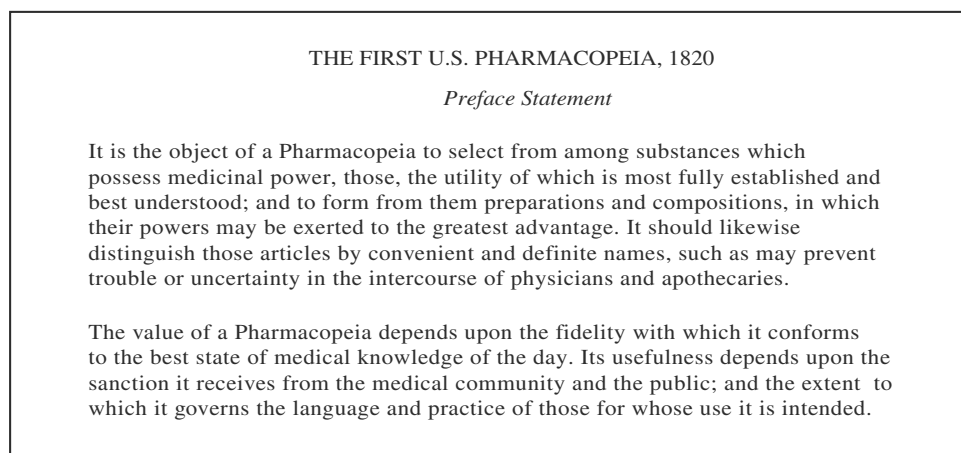 THE FIRST U.S. PHARMACOPEIA, 1820
Preface Statement
It is the object of a Pharmacopeia to select from among substances which
possess medicinal power, those, the utility of which is most fully established and
best understood; and to form from them preparations and compositions, in which
their powers may be exerted to the greatest advantage. It should likewise
distinguish those articles by convenient and definite names, such as may prevent
trouble or uncertainty in the intercourse of physicians and apothecaries.
The value of a Pharmacopeia depends upon the fidelity with which it conforms
to the best state of medical knowledge of the day. Its usefulness depends upon the
sanction it receives from the medical community and the public; and the extent to
which it governs the language and practice of those for whose use it is intended.